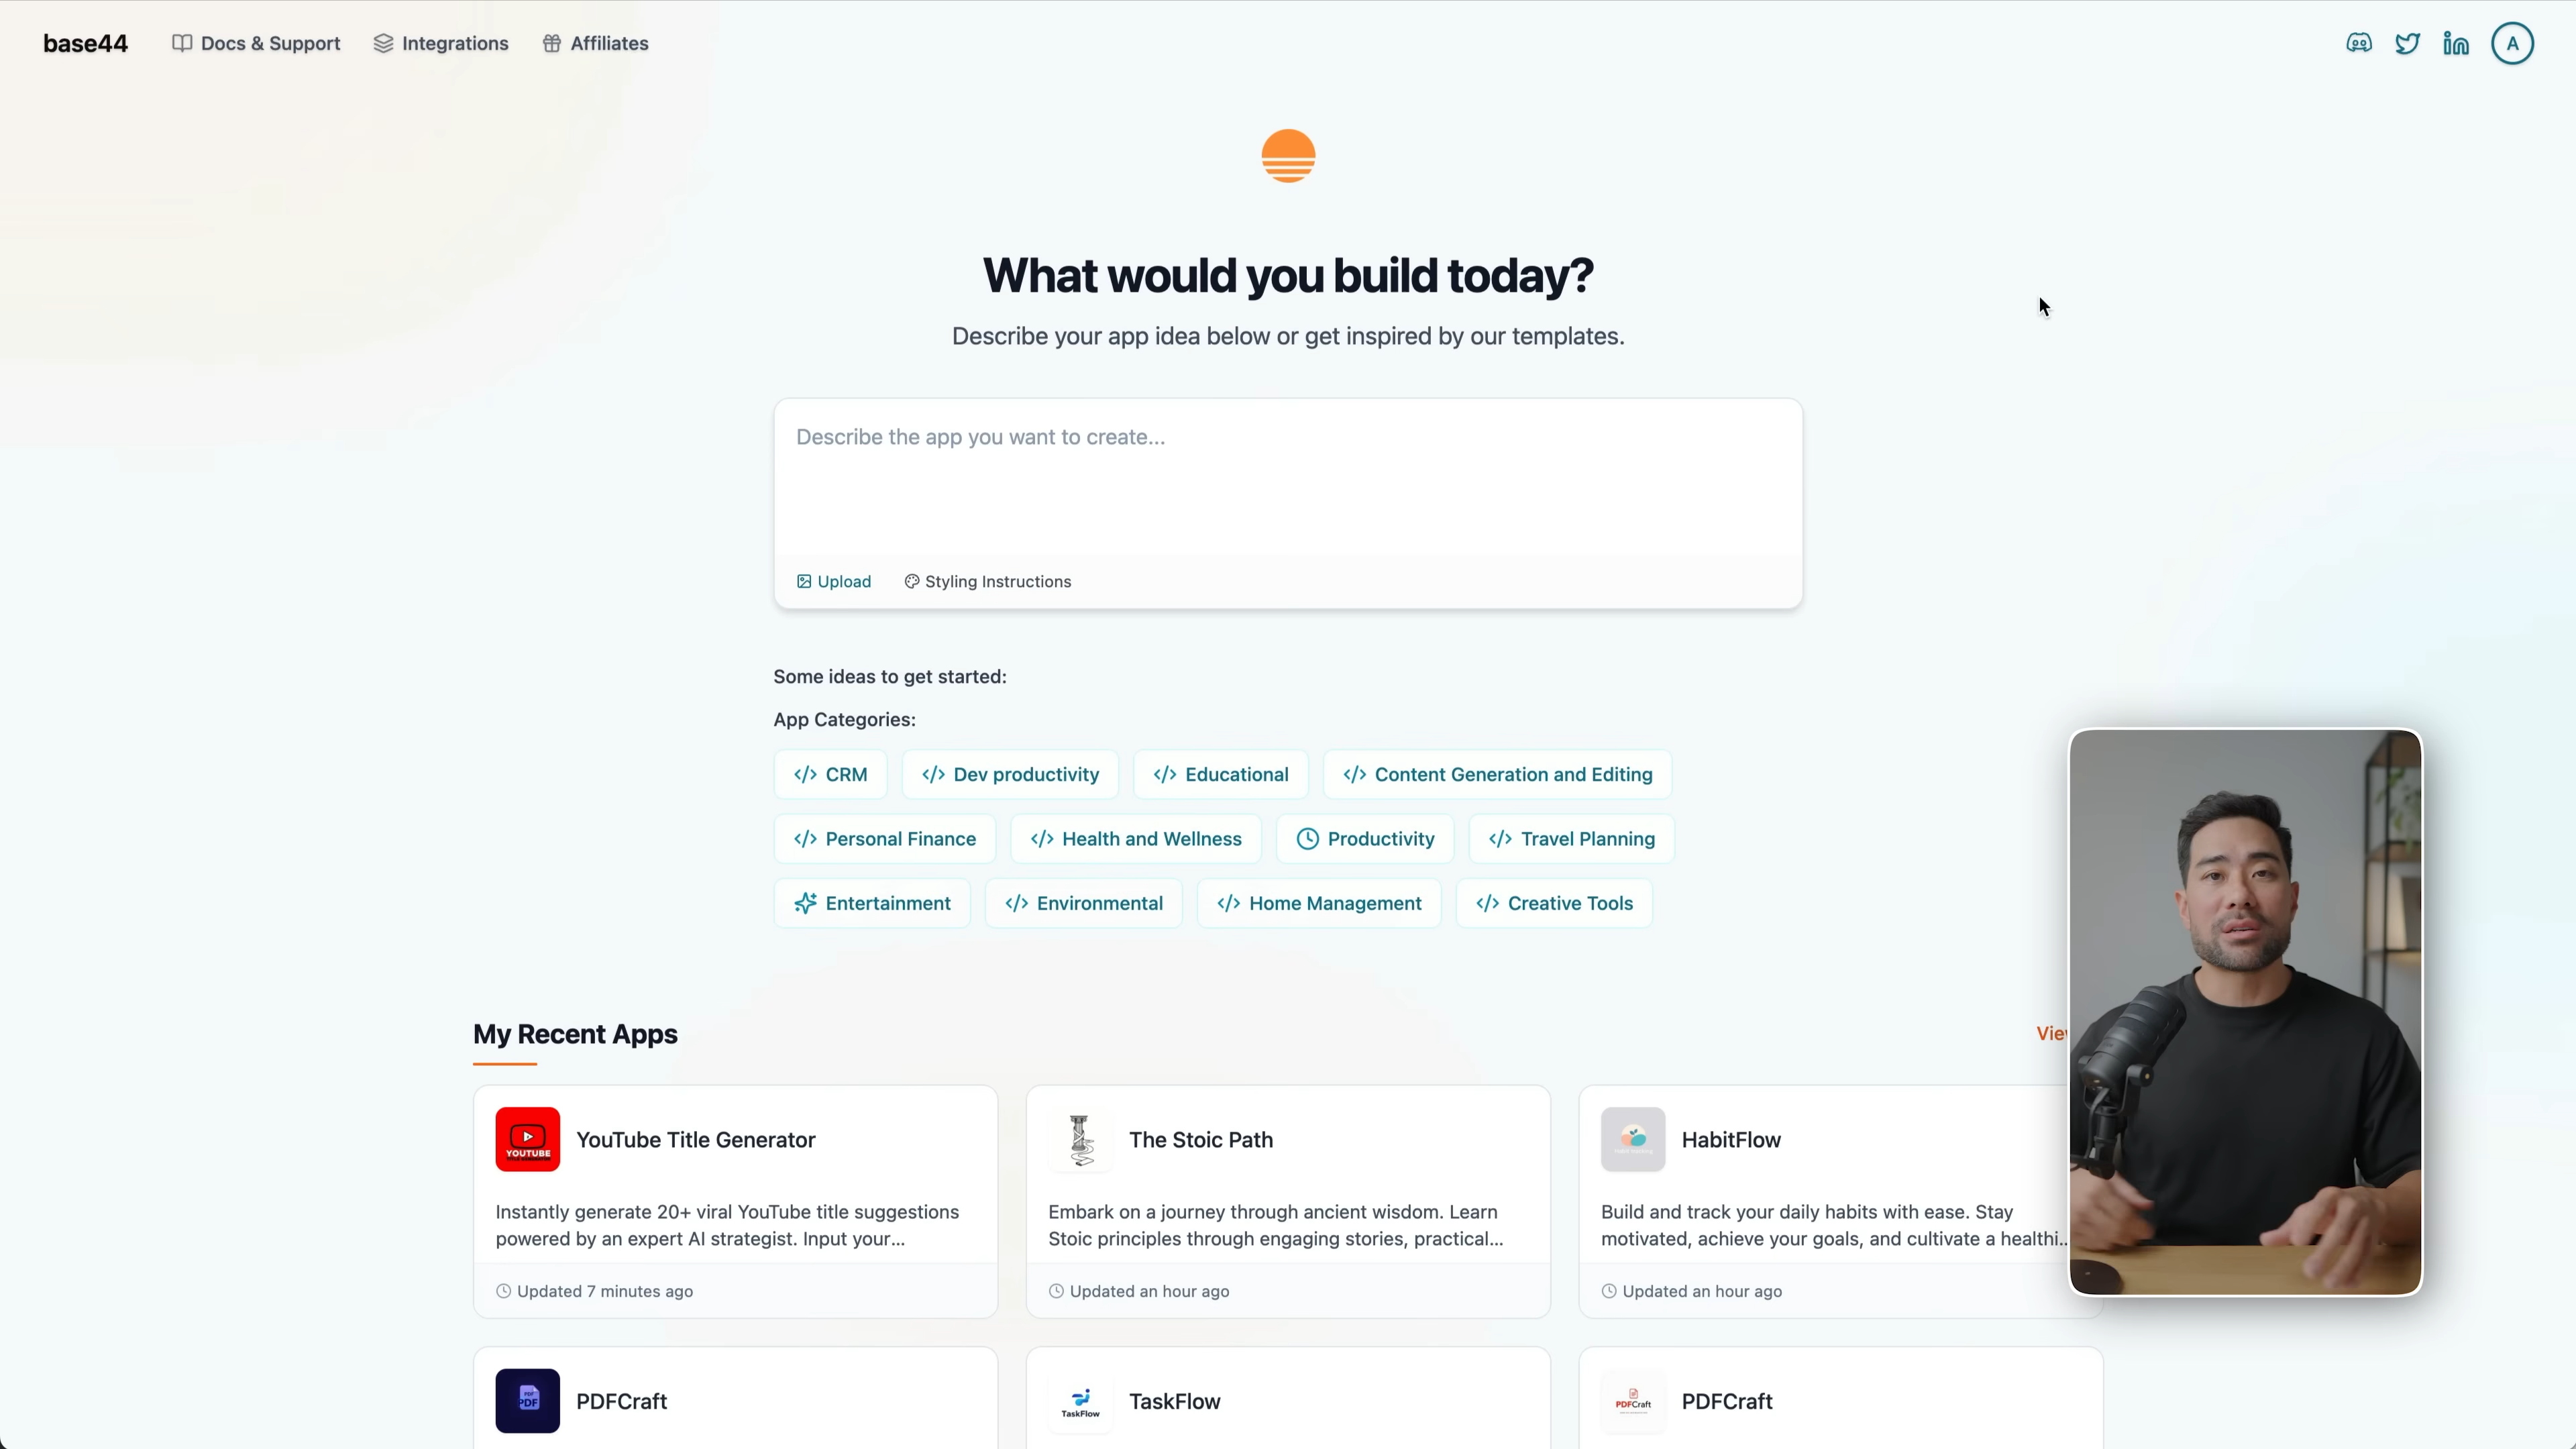 base44
Docs & Support
Integrations
Affiliates
A
What would you build today?
Describe your app idea below or get inspired by our templates.
Describe the app you want to create...
Upload
Styling Instructions
Some ideas to get started:
App Categories:
CRM
Dev productivity
Educational
Content Generation and Editing
Personal Finance
Health and Wellness
Productivity
Travel Planning
Entertainment
Environmental
Home Management
Creative Tools
My Recent Apps
YouTube Title Generator
YOUTUBE
Instantly generate 20+ viral YouTube title suggestions
powered by an expert AI strategist. Input your...
Updated 7 minutes ago
The Stoic Path
Embark on a journey through ancient wisdom. Learn
Stoic principles through engaging stories, practical...
Updated an hour ago
HabitFlow
Build and track your daily habits with ease. Stay
motivated, achieve your goals, and cultivate a healthi...
Updated an hour ago
PDF
PDF
PDFCraft
TaskFlow
TaskFlow
PDFCraft
PDFCraft